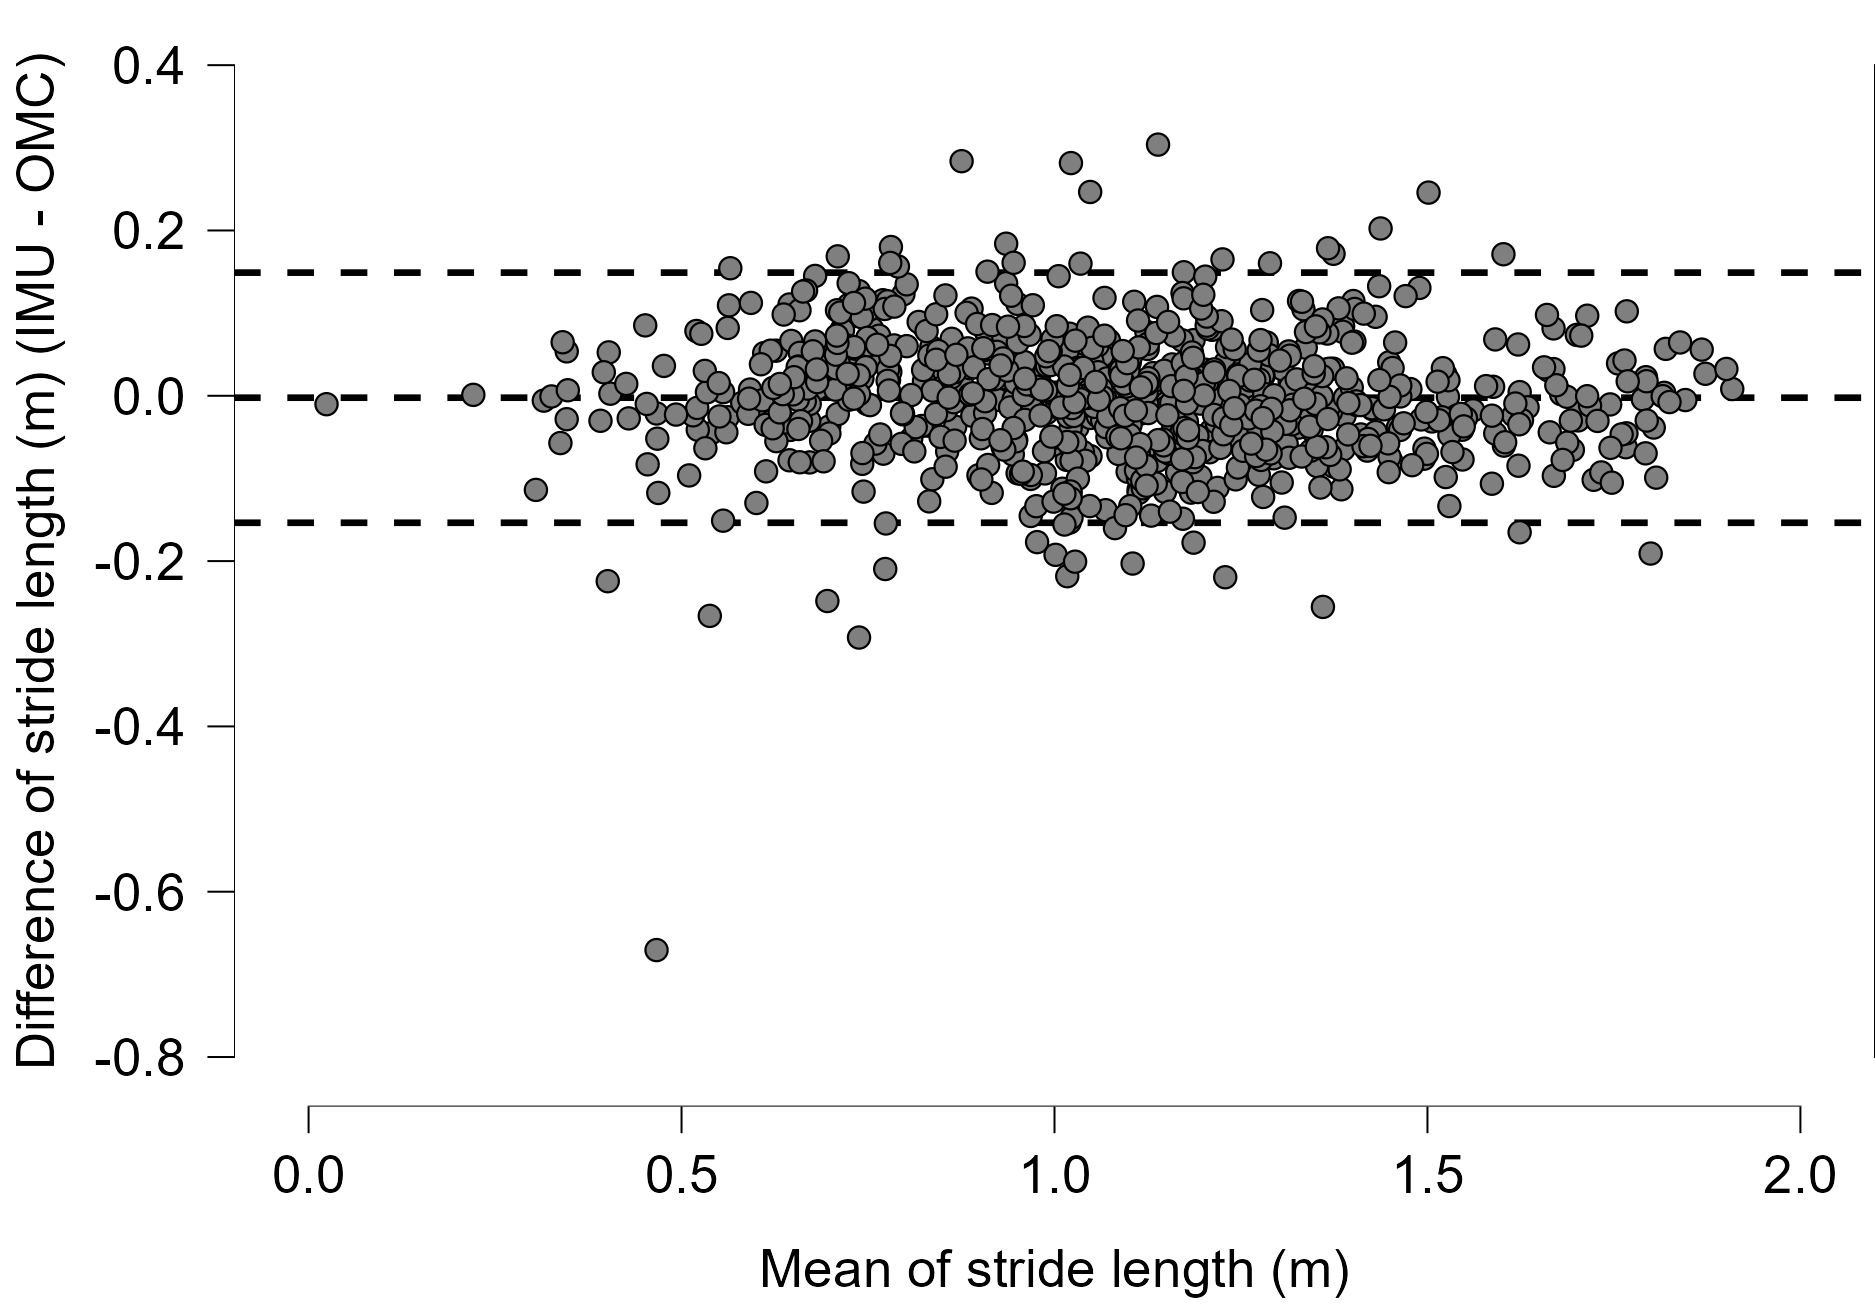 Difference of stride length (m) (IMU - OMC)
0.4
0.2
0.0
-0.2
-0.4
-0.6
-0.8
0.0 0.5 1.0 1.5 2.0
Mean of stride length (m)